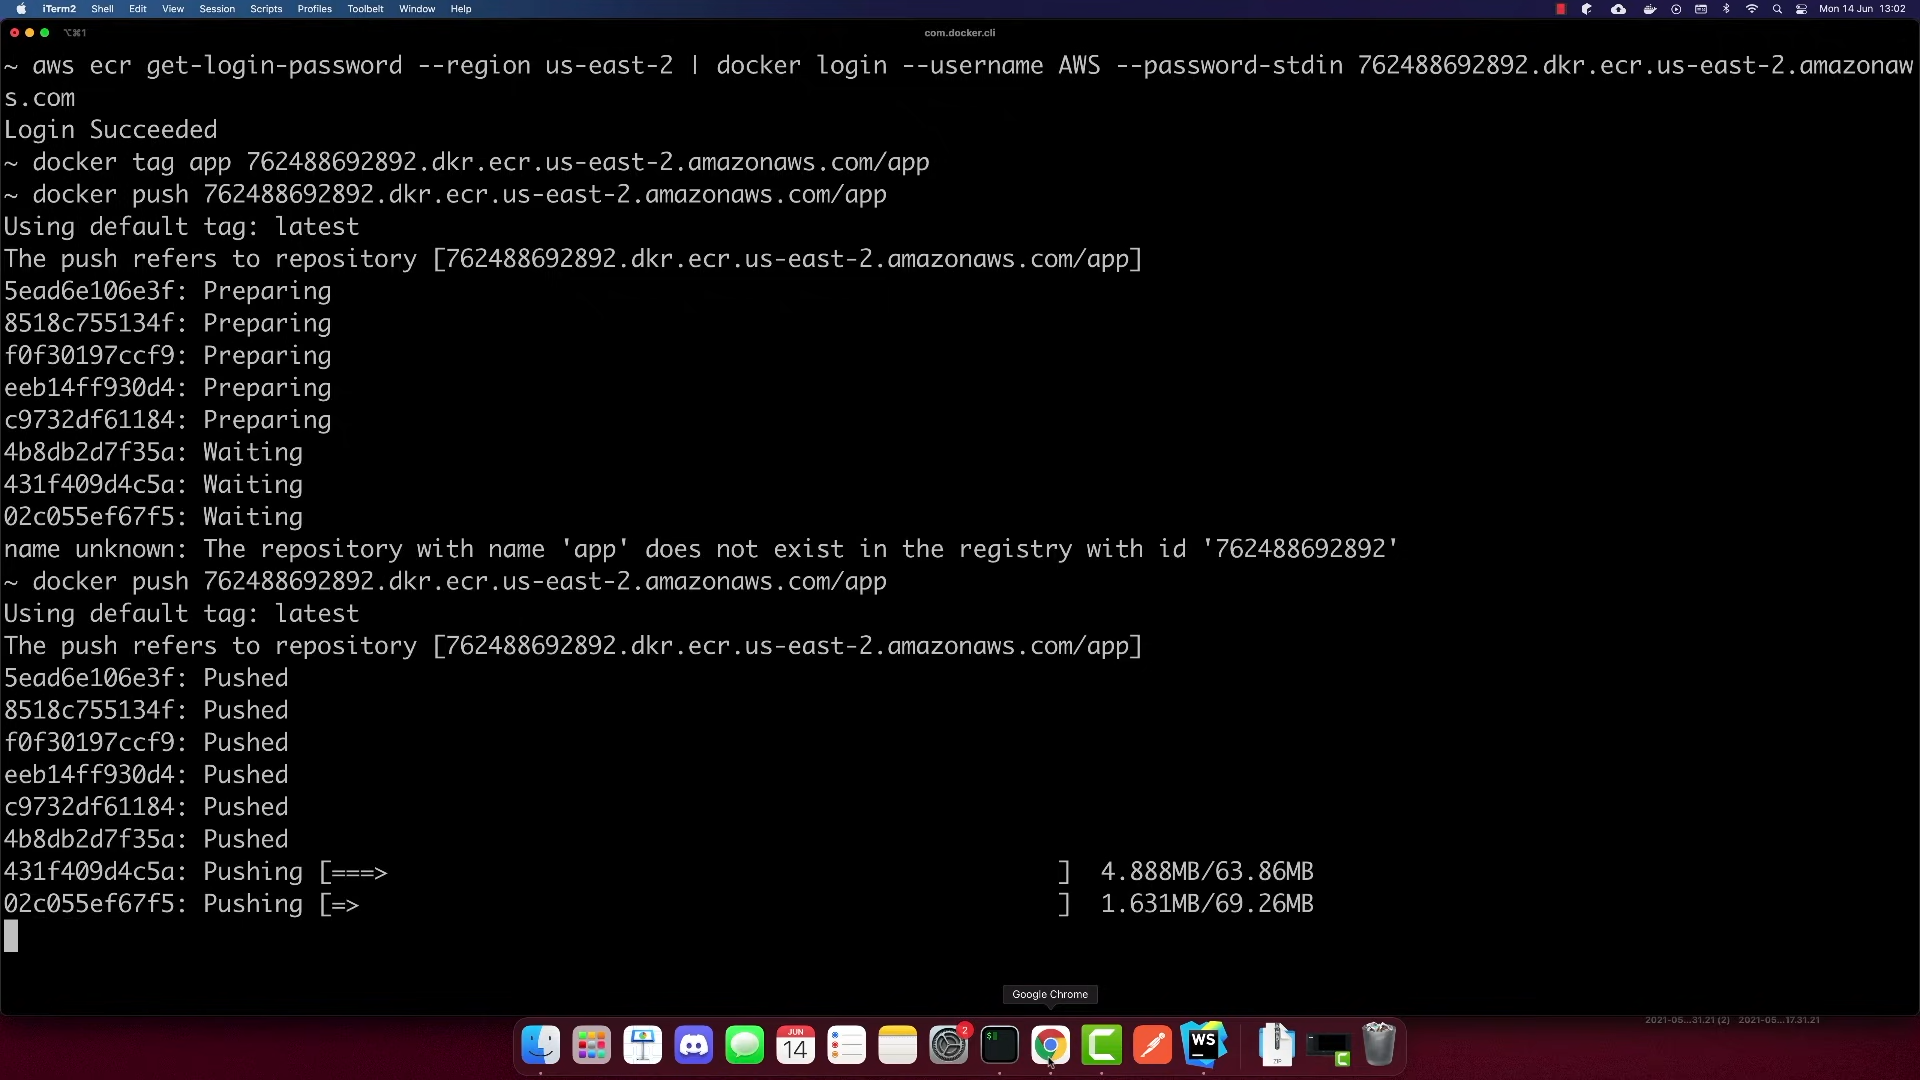 iTerm2 Shell Edit View Session Scripts Profiles Toolbelt Window Help
Mon 14 Jun 13:02
⌥⌘1
com.docker.cli
~ aws ecr get-login-password --region us-east-2 | docker login --username AWS --password-stdin 762488692892.dkr.ecr.us-east-2.amazonaw
s.com
Login Succeeded
~ docker tag app 762488692892.dkr.ecr.us-east-2.amazonaws.com/app
~ docker push 762488692892.dkr.ecr.us-east-2.amazonaws.com/app
Using default tag: latest
The push refers to repository [762488692892.dkr.ecr.us-east-2.amazonaws.com/app]
5ead6e106e3f: Preparing
8518c755134f: Preparing
f0f30197ccf9: Preparing
eeb14ff930d4: Preparing
c9732df61184: Preparing
4b8db2d7f35a: Waiting
431f409d4c5a: Waiting
02c055ef67f5: Waiting
name unknown: The repository with name 'app' does not exist in the registry with id '762488692892'
~ docker push 762488692892.dkr.ecr.us-east-2.amazonaws.com/app
Using default tag: latest
The push refers to repository [762488692892.dkr.ecr.us-east-2.amazonaws.com/app]
5ead6e106e3f: Pushed
8518c755134f: Pushed
f0f30197ccf9: Pushed
eeb14ff930d4: Pushed
c9732df61184: Pushed
4b8db2d7f35a: Pushed
431f409d4c5a: Pushing [===> ] 4.888MB/63.86MB
02c055ef67f5: Pushing [=> ] 1.631MB/69.26MB
Google Chrome
2021-05...31.21 (2) 2021-05...17.31.21
JUN
14
2
$
WS
ZIP